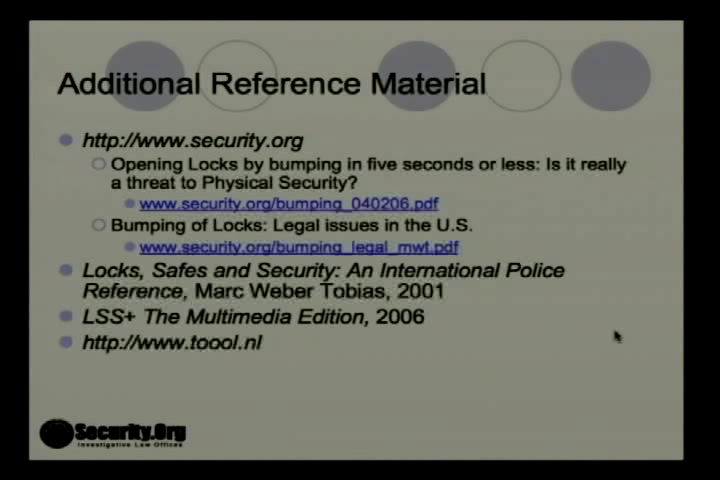 Additional Reference Material
http://www.security.org
Opening Locks by bumping in five seconds or less: Is it really
a threat to Physical Security?
www.security.org/bumping_040206.pdf
Bumping of Locks: Legal issues in the U.S.
www.security.org/bumping_legal_mwt.pdf
Locks, Safes and Security: An International Police
Reference, Marc Weber Tobias, 2001
LSS+ The Multimedia Edition, 2006
http://www.toool.nl
Security.Org
Investigative Law Offices